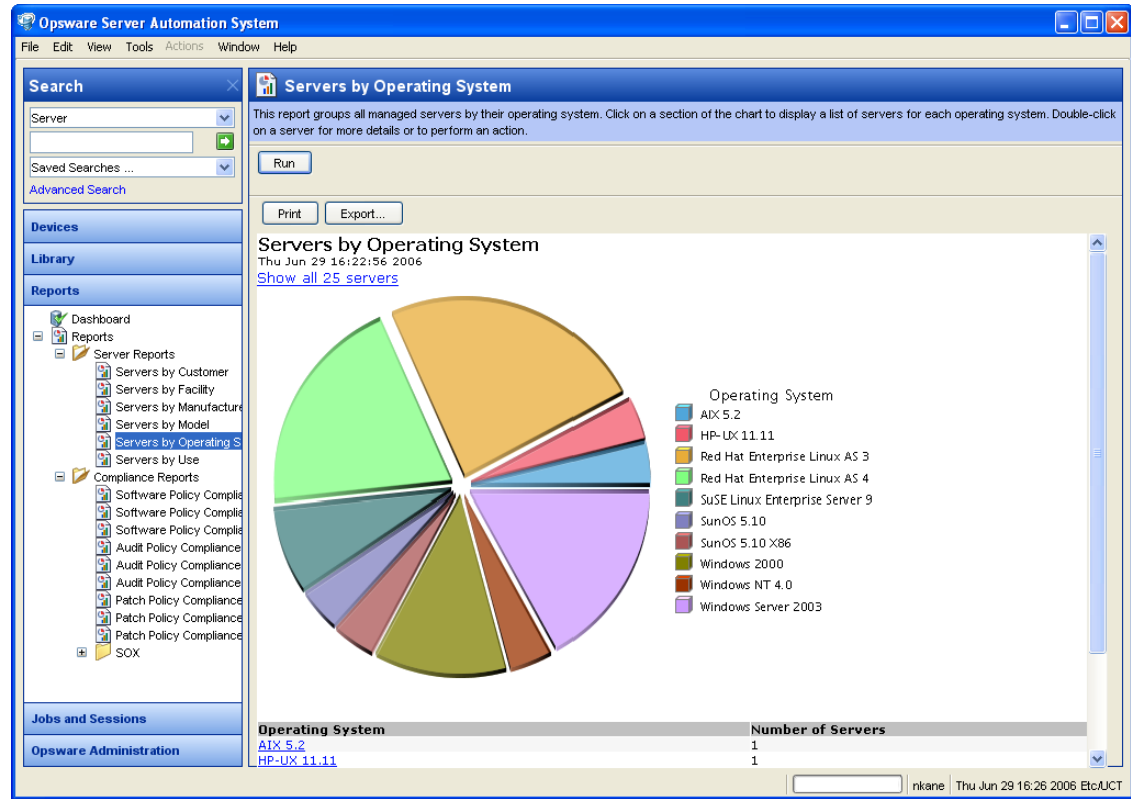 Opsware Server Automation System
File Edit View Tools Actions Window Help
Search
Server
Saved Searches ...
Advanced Search
Devices
Library
Reports
Dashboard
Reports
Server Reports
Servers by Customer
Servers by Facility
Servers by Manufacture
Servers by Model
Servers by Operating S
Servers by Use
Compliance Reports
Software Policy Complia
Software Policy Complia
Software Policy Complia
Audit Policy Compliance
Audit Policy Compliance
Audit Policy Compliance
Patch Policy Compliance
Patch Policy Compliance
Patch Policy Compliance
SOX
Jobs and Sessions
Opsware Administration
Servers by Operating System
This report groups all managed servers by their operating system. Click on a section of the chart to display a list of servers for each operating system. Double-click
on a server for more details or to perform an action.
Run
Print Export...
Servers by Operating System
Thu Jun 29 16:22:56 2006
Show all 25 servers
Operating System
AIX 5.2
HP-UX 11.11
Red Hat Enterprise Linux AS 3
Red Hat Enterprise Linux AS 4
SuSE Linux Enterprise Server 9
SunOS 5.10
SunOS 5.10 X86
Windows 2000
Windows NT 4.0
Windows Server 2003
Operating System Number of Servers
AIX 5.2 1
HP-UX 11.11 1
nkane Thu Jun 29 16:26 2006 Etc/UCT